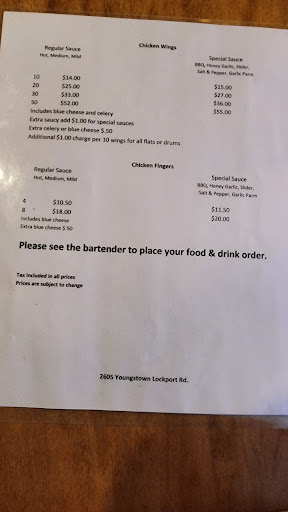 Chicken Wings
Regular Sauce Special Sauce
Hot, Medium, Mild BBQ, Honey Garlic, Slider,
Salt & Pepper, Garlic Parm
10 $14.00 $15.00
20 $25.00 $27.00
30 $33.00 $36.00
50 $52.00 $55.00
Includes blue cheese and celery
Extra saucy add $1.00 for special sauces
Extra celery or blue cheese $.50
Additional $1.00 charge per 10 wings for all flats or drums
Chicken Fingers
Regular Sauce Special Sauce
Hot, Medium, Mild BBQ, Honey Garlic, Slider,
Salt & Pepper, Garlic Parm
4 $10.50 $11.50
8 $18.00 $20.00
Includes blue cheese
Extra blue cheese $.50
Please see the bartender to place your food & drink order.
Tax included in all prices
Prices are subject to change
2605 Youngstown Lockport Rd.